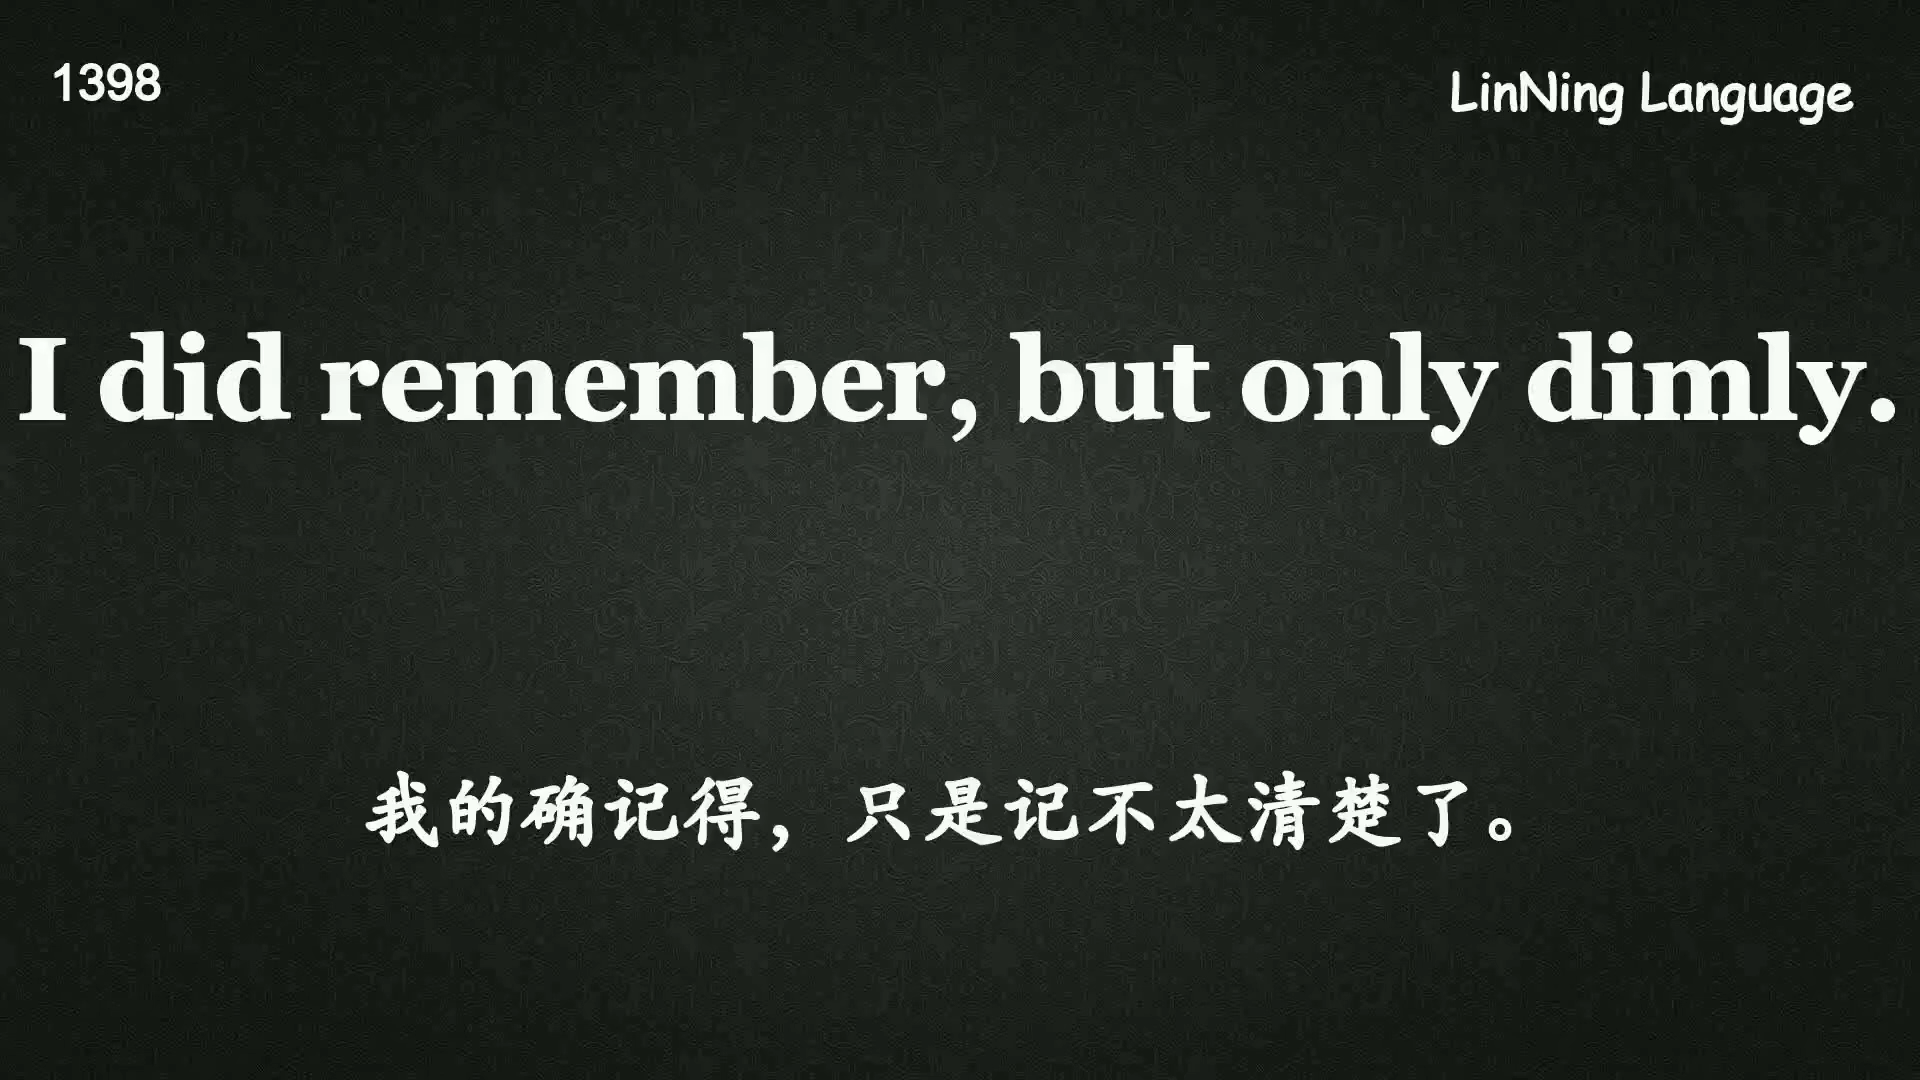 1398
LinNing Language
I did remember, but only dimly.
我的确记得，只是记不太清楚了。